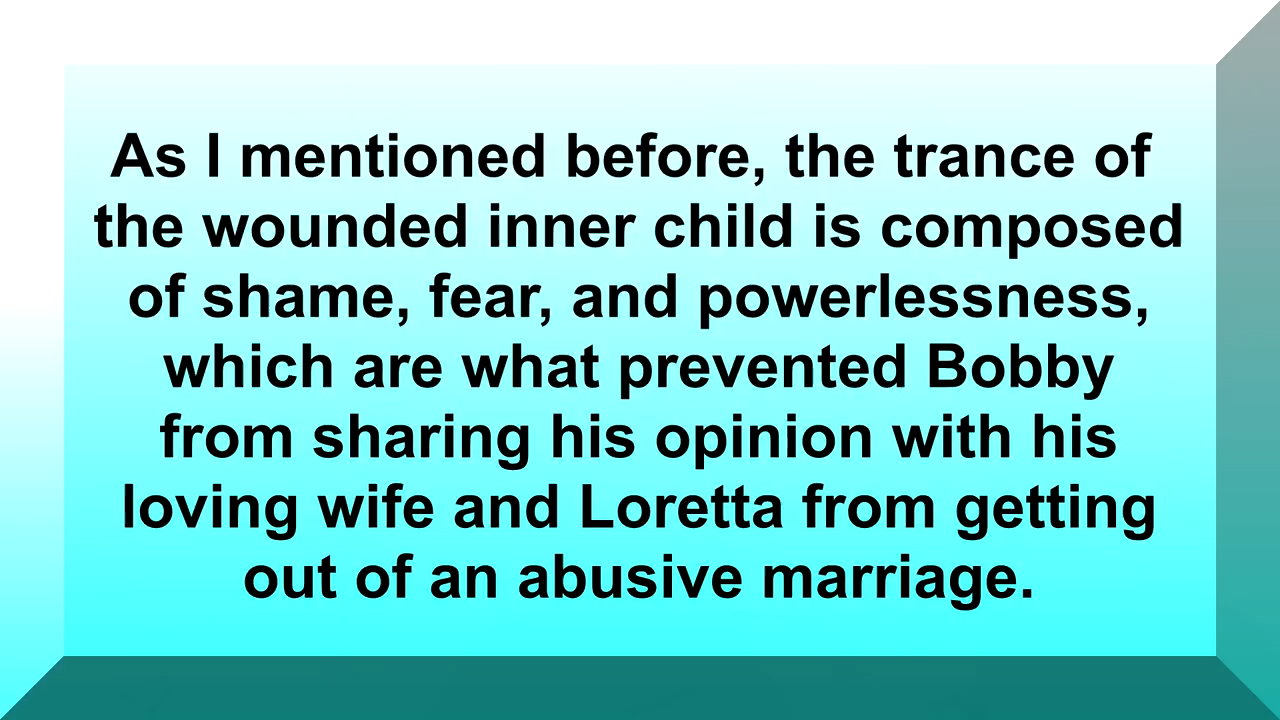 As I mentioned before, the trance of
the wounded inner child is composed
of shame, fear, and powerlessness,
which are what prevented Bobby
from sharing his opinion with his
loving wife and Loretta from getting
out of an abusive marriage.